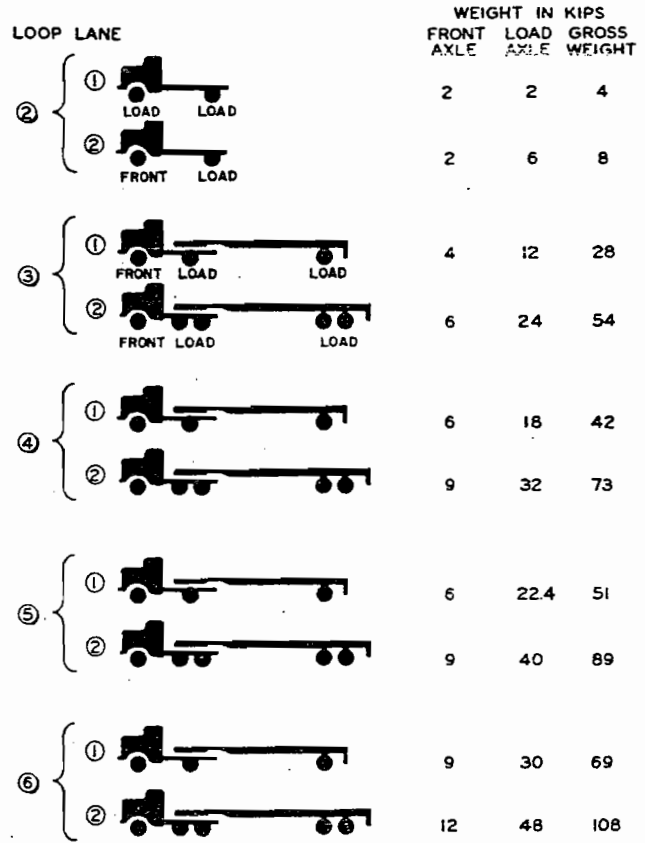 WEIGHT IN KIPS
LOOP LANE FRONT LOAD GROSS
AXLE AXLE WEIGHT
② ① 2 2 4
LOAD LOAD
② 2 6 8
FRONT LOAD
③ ① 4 12 28
FRONT LOAD LOAD
② 6 24 54
FRONT LOAD LOAD
④ ① 6 18 42
② 9 32 73
⑤ ① 6 22.4 51
② 9 40 89
⑥ ① 9 30 69
② 12 48 108